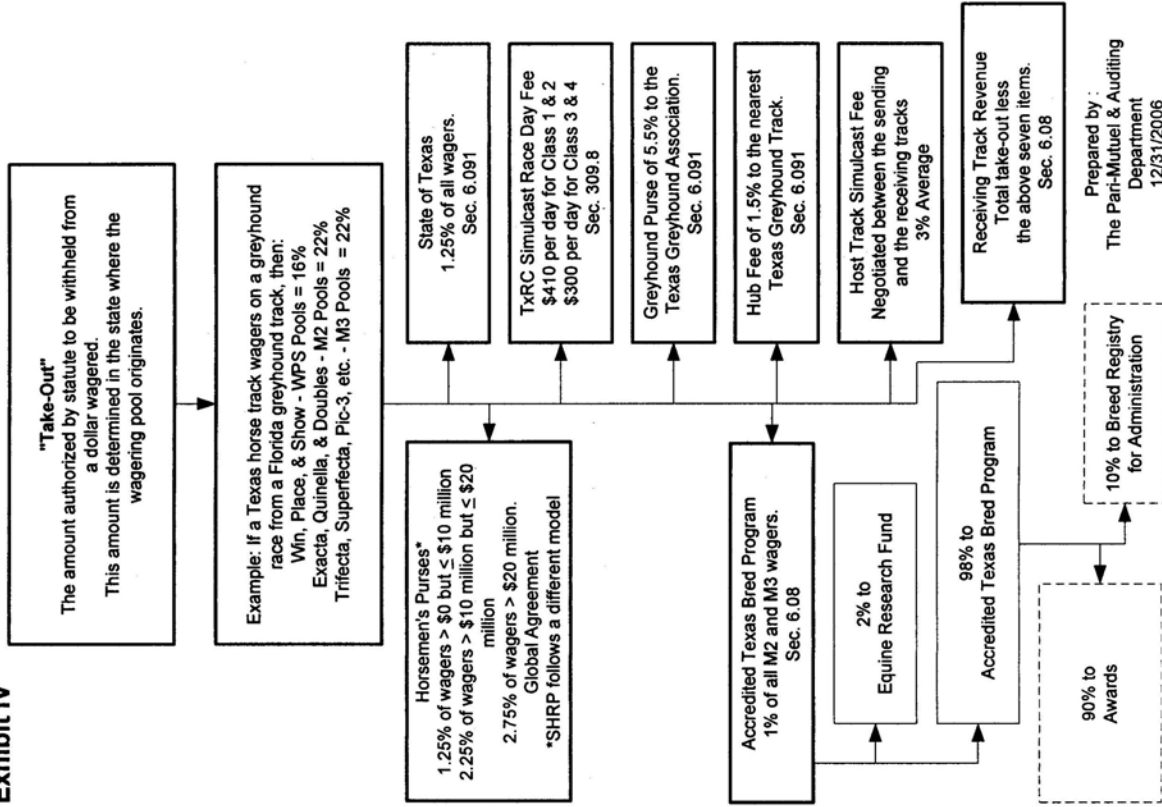 Exhibit IV
"Take-Out"
The amount authorized by statute to be withheld from
a dollar wagered.
This amount is determined in the state where the
wagering pool originates.
Example: If a Texas horse track wagers on a greyhound
race from a Florida greyhound track, then:
Win, Place, & Show - WPS Pools = 16%
Exacta, Quinella, & Doubles - M2 Pools = 22%
Trifecta, Superfecta, Pic-3, etc. - M3 Pools = 22%
State of Texas
1.25% of all wagers.
Sec. 6.091
Horsemen's Purses*
1.25% of wagers > $0 but ≤ $10 million
2.25% of wagers > $10 million but ≤ $20
million
2.75% of wagers > $20 million.
Global Agreement
*SHRP follows a different model
TxRC Simulcast Race Day Fee
$410 per day for Class 1 & 2
$300 per day for Class 3 & 4
Sec. 309.8
Greyhound Purse of 5.5% to the
Texas Greyhound Association.
Sec. 6.091
Hub Fee of 1.5% to the nearest
Texas Greyhound Track.
Sec. 6.091
Accredited Texas Bred Program
1% of all M2 and M3 wagers.
Sec. 6.08
Host Track Simulcast Fee
Negotiated between the sending
and the receiving tracks
3% Average
2% to
Equine Research Fund
98% to
Accredited Texas Bred Program
Receiving Track Revenue
Total take-out less
the above seven items.
Sec. 6.08
90% to
Awards
10% to Breed Registry
for Administration
Prepared by :
The Pari-Mutuel & Auditing
Department
12/31/2006